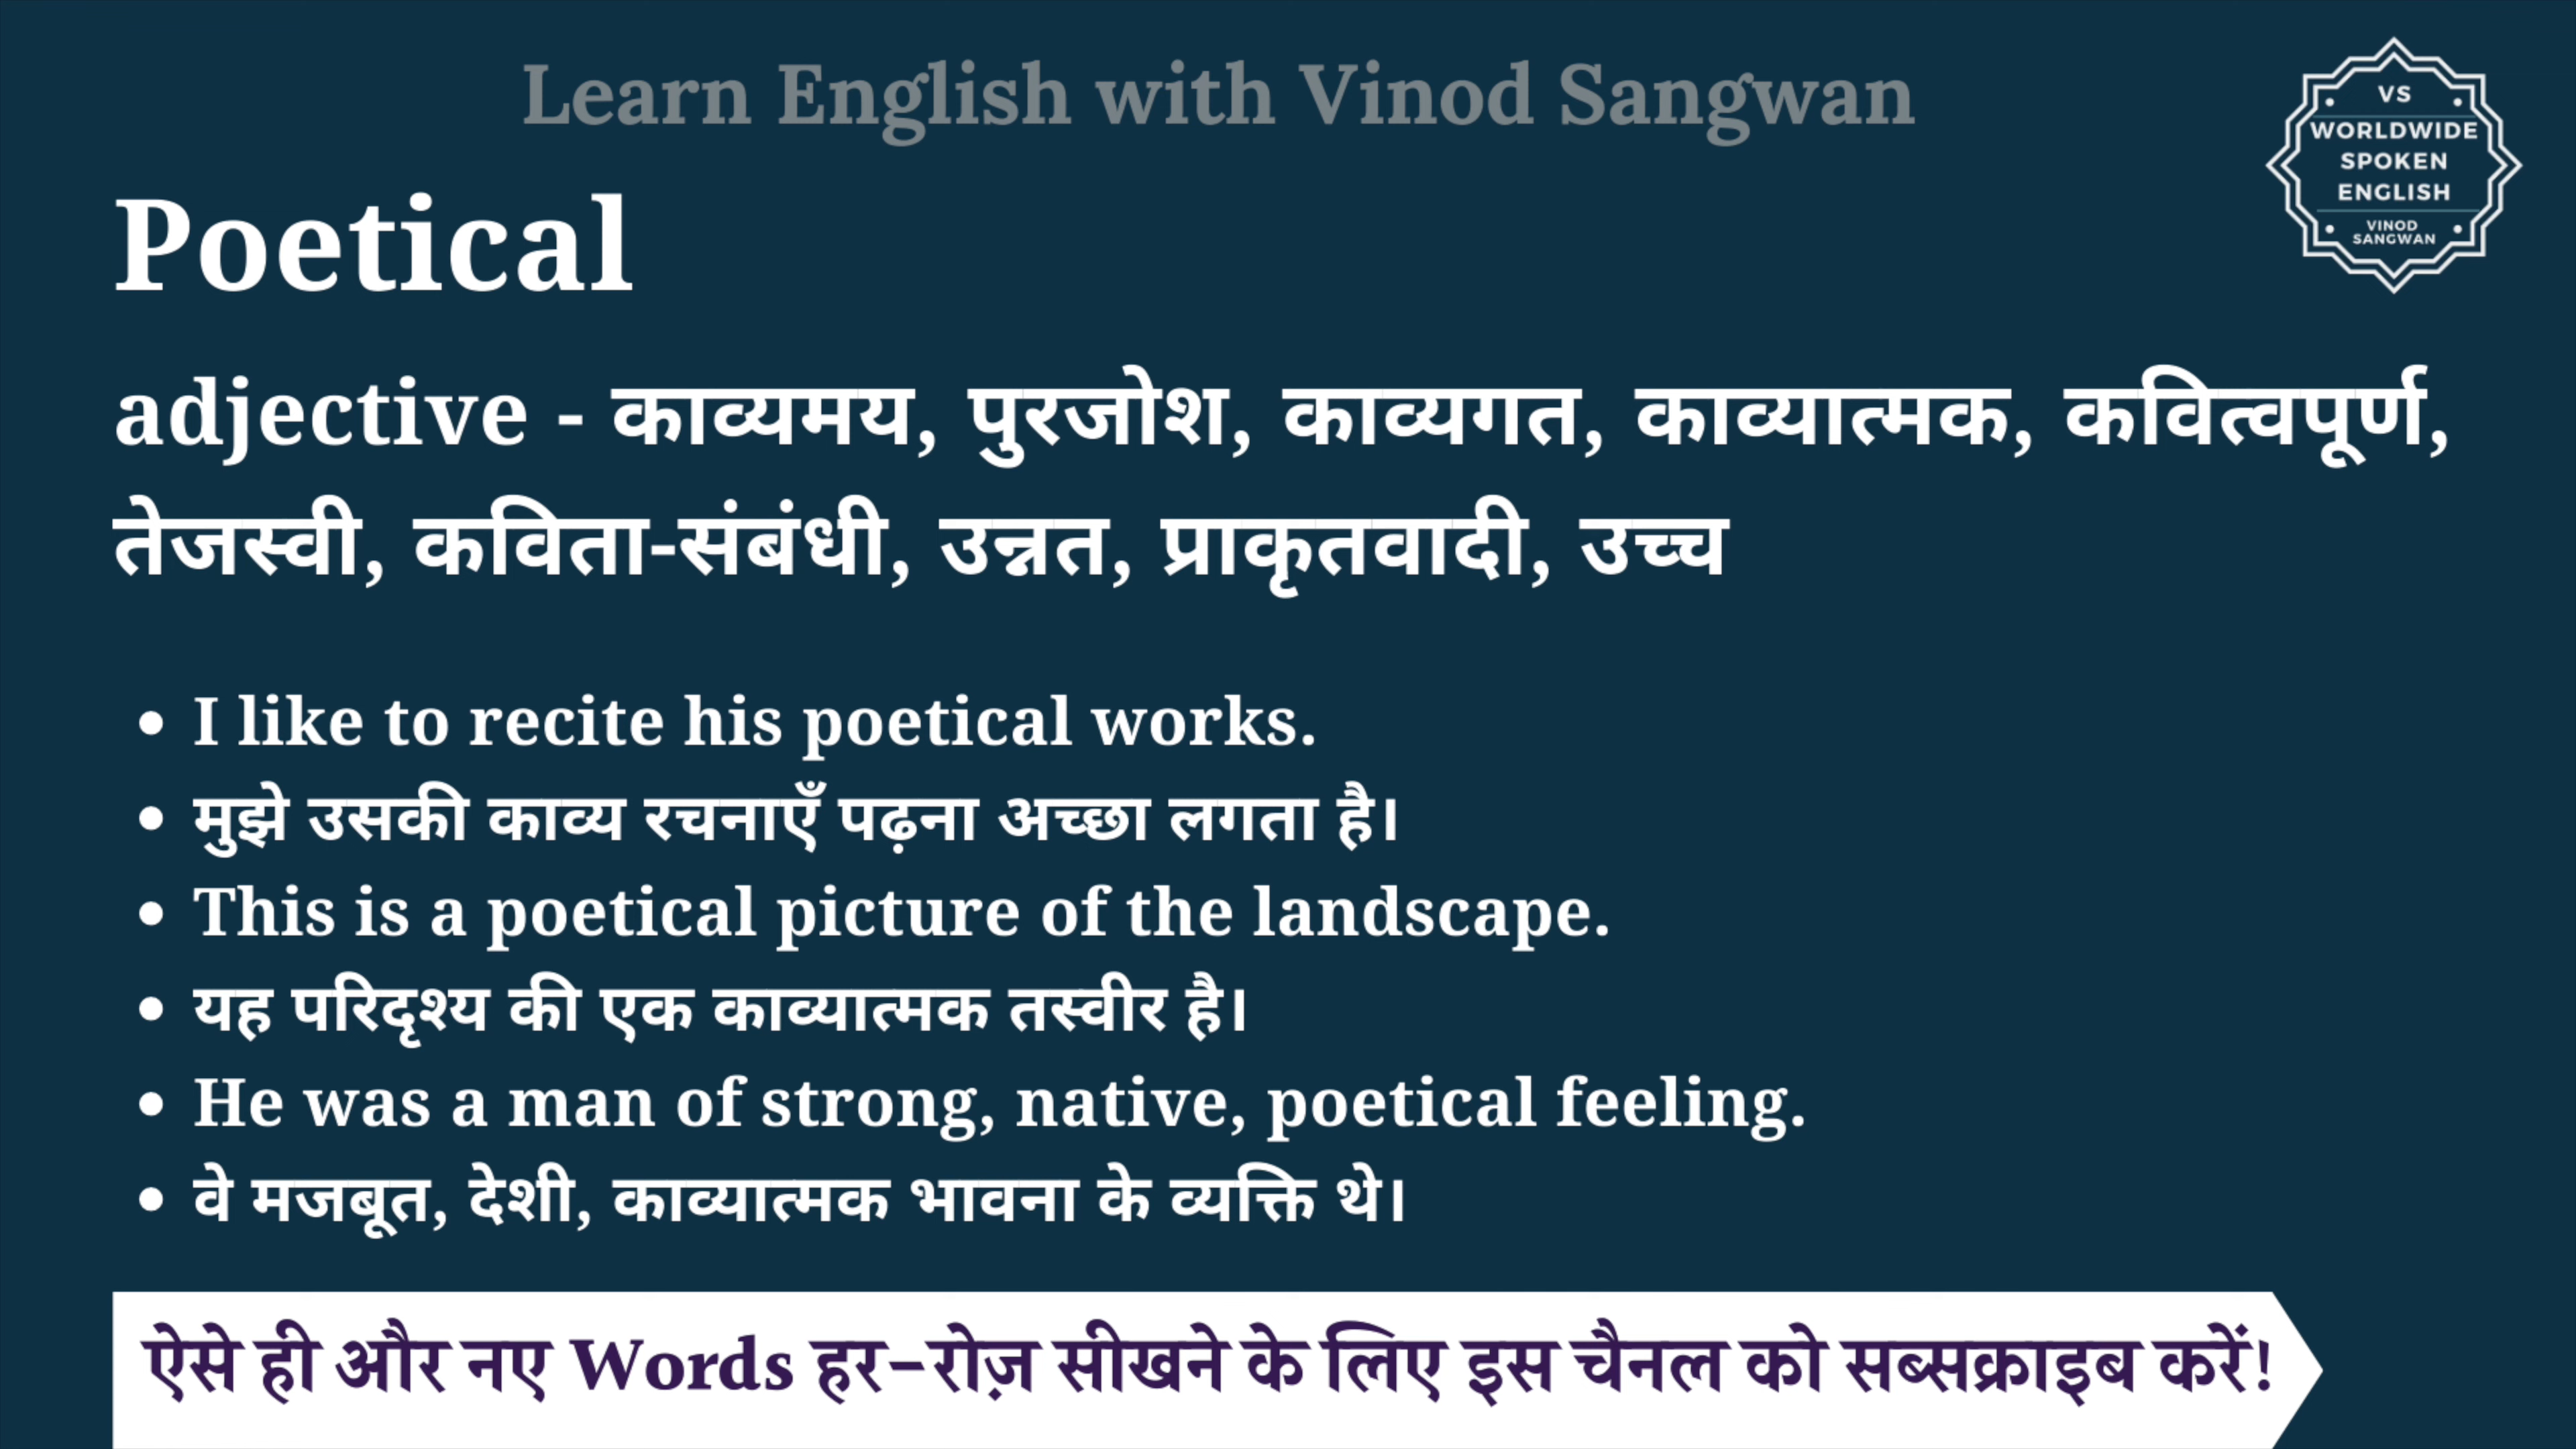 Learn English with Vinod Sangwan
VS
WORLDWIDE
SPOKEN
ENGLISH
VINOD
SANGWAN
Poetical
adjective - काव्यमय, पुरजोश, काव्यगत, काव्यात्मक, कवित्वपूर्ण,
तेजस्वी, कविता-संबंधी, उन्नत, प्राकृतवादी, उच्च
• I like to recite his poetical works.
• मुझे उसकी काव्य रचनाएँ पढ़ना अच्छा लगता है।
• This is a poetical picture of the landscape.
• यह परिदृश्य की एक काव्यात्मक तस्वीर है।
• He was a man of strong, native, poetical feeling.
• वे मजबूत, देशी, काव्यात्मक भावना के व्यक्ति थे।
ऐसे ही और नए Words हर-रोज़ सीखने के लिए इस चैनल को सब्सक्राइब करें!